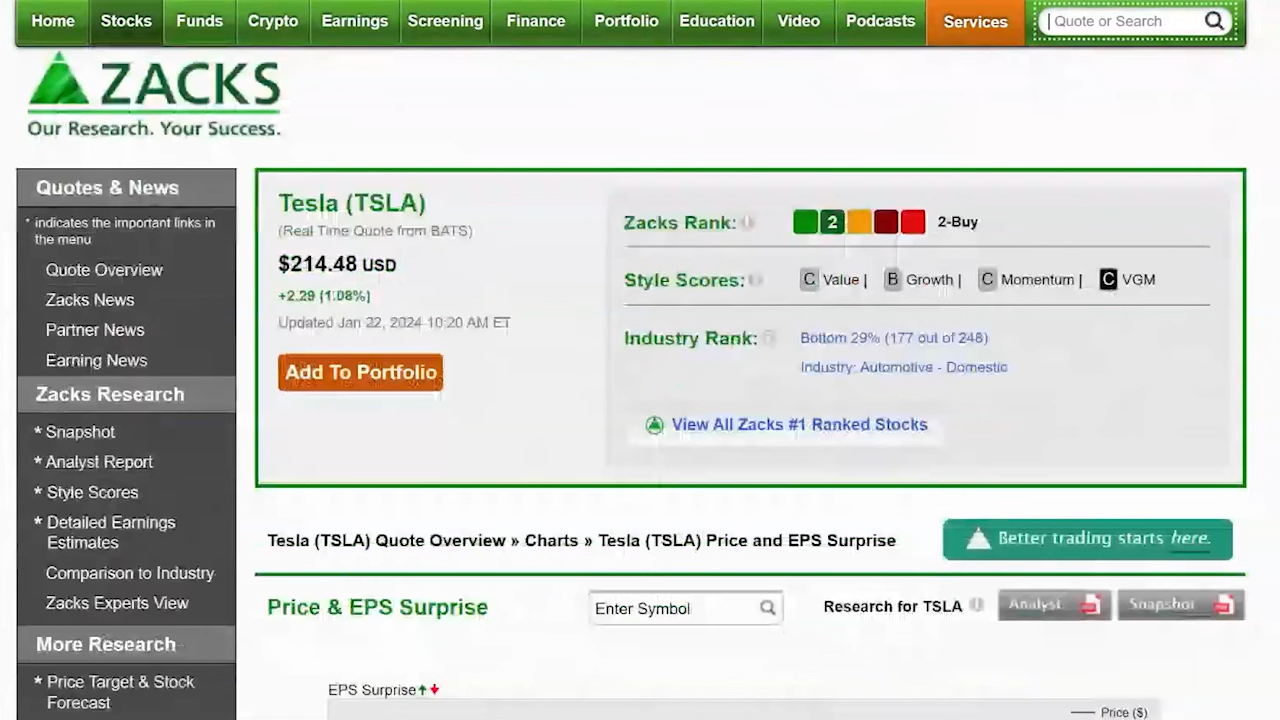 Home Stocks Funds Crypto Earnings Screening Finance Portfolio Education Video Podcasts Services Quote or Search
ZACKS
Our Research. Your Success.
Quotes & News
* indicates the important links in
the menu
Quote Overview
Zacks News
Partner News
Earning News
Zacks Research
* Snapshot
* Analyst Report
* Style Scores
* Detailed Earnings
Estimates
Comparison to Industry
Zacks Experts View
More Research
* Price Target & Stock
Forecast
Tesla (TSLA)
(Real Time Quote from BATS)
$214.48 USD
+2.29 (1.08%)
Updated Jan 22, 2024 10:20 AM ET
Add To Portfolio
Zacks Rank: 2 2-Buy
Style Scores: C Value | B Growth | C Momentum | C VGM
Industry Rank: Bottom 29% (177 out of 248)
Industry: Automotive - Domestic
View All Zacks #1 Ranked Stocks
Tesla (TSLA) Quote Overview » Charts » Tesla (TSLA) Price and EPS Surprise
Better trading starts here.
Price & EPS Surprise
Enter Symbol
Research for TSLA
Analyst
Snapshot
EPS Surprise
Price ($)